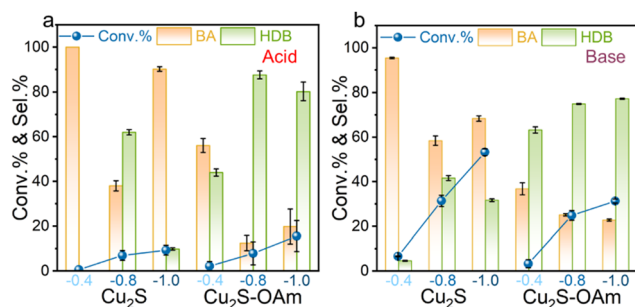 a
Conv.% BA HDB
Acid
Conv.% & Sel.%
100
80
60
40
20
0
-0.4 -0.8 -1.0 -0.4 -0.8 -1.0
Cu₂S Cu₂S-OAm
b
Conv.% BA HDB
Base
Conv.% & Sel.%
100
80
60
40
20
0
-0.4 -0.8 -1.0 -0.4 -0.8 -1.0
Cu₂S Cu₂S-OAm